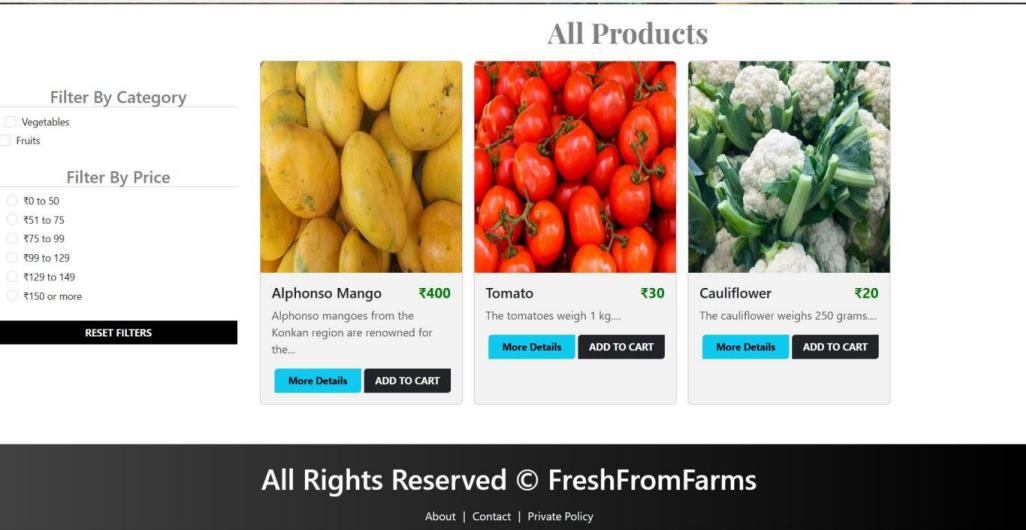 All Products
Filter By Category
Vegetables
Fruits
Filter By Price
₹0 to 50
₹51 to 75
₹75 to 99
₹99 to 129
₹129 to 149
₹150 or more
RESET FILTERS
Alphonso Mango ₹400
Alphonso mangoes from the
Konkan region are renowned for
the...
More Details ADD TO CART
Tomato ₹30
The tomatoes weigh 1 kg....
More Details ADD TO CART
Cauliflower ₹20
The cauliflower weighs 250 grams....
More Details ADD TO CART
All Rights Reserved © FreshFromFarms
About | Contact | Private Policy